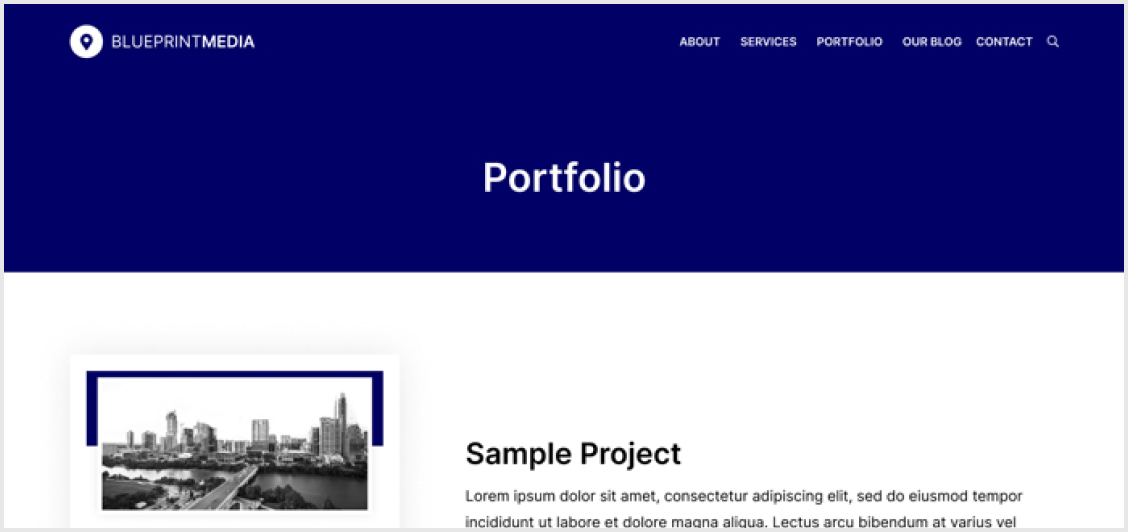 BLUEPRINTMEDIA
ABOUT SERVICES PORTFOLIO OUR BLOG CONTACT
Portfolio
Sample Project
Lorem ipsum dolor sit amet, consectetur adipiscing elit, sed do eiusmod tempor
incididunt ut labore et dolore magna aliqua. Lectus arcu bibendum at varius vel